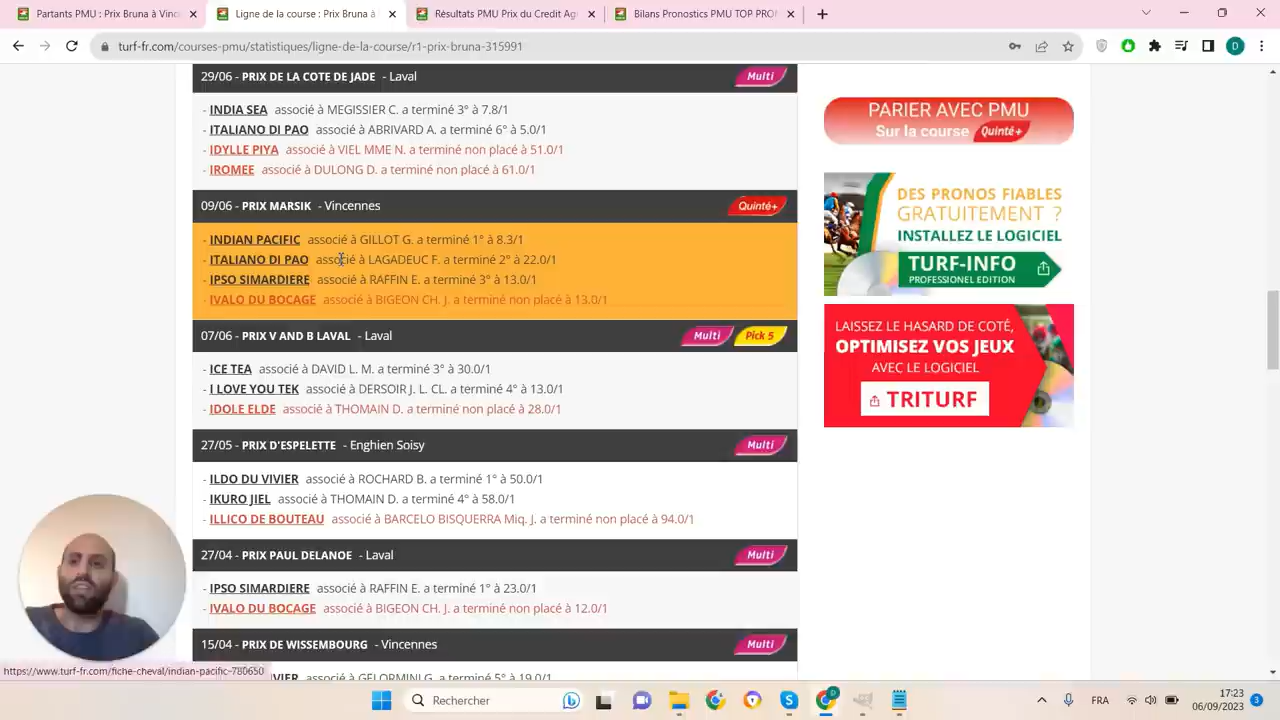 Partants : Prix Bruna à Vinc
Ligne de la course : Prix Bruna à
Résultats PMU Prix du Credit Ag
Bilans Pronostics PMU TOP PRO
turf-fr.com/courses-pmu/statistiques/ligne-de-la-course/r1-prix-bruna-315991
D
29/06 - PRIX DE LA COTE DE JADE - Laval Multi
- INDIA SEA associé à MEGISSIER C. a terminé 3° à 7.8/1
- ITALIANO DI PAO associé à ABRIVARD A. a terminé 6° à 5.0/1
- IDYLLE PIYA associé à VIEL MME N. a terminé non placé à 51.0/1
- IROMEE associé à DULONG D. a terminé non placé à 61.0/1
09/06 - PRIX MARSIK - Vincennes Quinté+
- INDIAN PACIFIC associé à GILLOT G. a terminé 1° à 8.3/1
- ITALIANO DI PAO associé à LAGADEUC F. a terminé 2° à 22.0/1
- IPSO SIMARDIERE associé à RAFFIN E. a terminé 3° à 13.0/1
- IVALO DU BOCAGE associé à BIGEON CH. J. a terminé non placé à 13.0/1
07/06 - PRIX V AND B LAVAL - Laval Multi Pick 5
- ICE TEA associé à DAVID L. M. a terminé 3° à 30.0/1
- I LOVE YOU TEK associé à DERSOIR J. L. CL. a terminé 4° à 13.0/1
- IDOLE ELDE associé à THOMAIN D. a terminé non placé à 28.0/1
27/05 - PRIX D'ESPELETTE - Enghien Soisy Multi
- ILDO DU VIVIER associé à ROCHARD B. a terminé 1° à 50.0/1
- IKURO JIEL associé à THOMAIN D. a terminé 4° à 58.0/1
- ILLICO DE BOUTEAU associé à BARCELO BISQUERRA Miq. J. a terminé non placé à 94.0/1
27/04 - PRIX PAUL DELANOE - Laval Multi
- IPSO SIMARDIERE associé à RAFFIN E. a terminé 1° à 23.0/1
- IVALO DU BOCAGE associé à BIGEON CH. J. a terminé non placé à 12.0/1
15/04 - PRIX DE WISSEMBOURG - Vincennes Multi
IVIER associé à GELORMINI G. a terminé 5° à 19.0/1
PARIER AVEC PMU
Sur la course Quinté+
DES PRONOS FIABLES
GRATUITEMENT ?
INSTALLEZ LE LOGICIEL
TURF-INFO
PROFESSIONEL EDITION
LAISSEZ LE HASARD DE COTÉ,
OPTIMISEZ VOS JEUX
AVEC LE LOGICIEL
TRITURF
https://www.turf-fr.com/fiche-cheval/indian-pacific-780650
Rechercher
FRA
17:23
06/09/2023
3